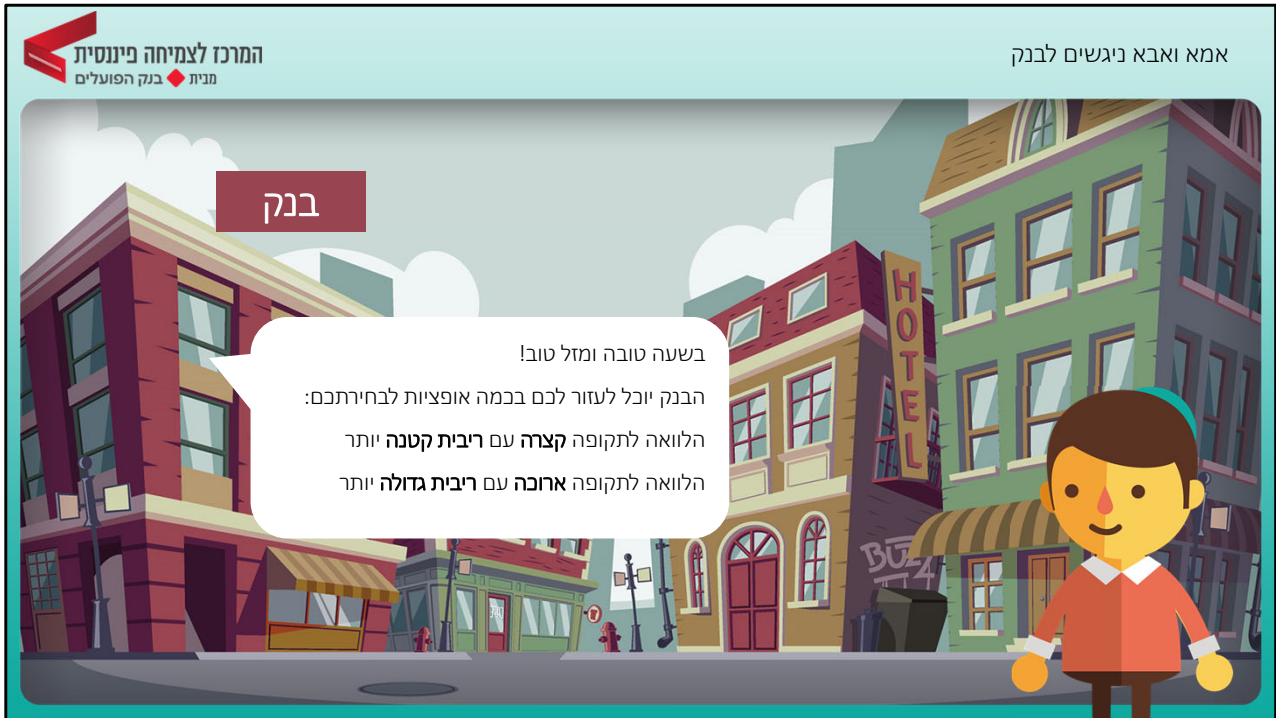 אמא ואבא ניגשים לבנק
המרכז לצמיחה פיננסית
מבית בנק הפועלים
בנק
בשעה טובה ומזל טוב!
הבנק יוכל לעזור לכם בכמה אופציות לבחירתכם:
הלוואה לתקופה קצרה עם ריבית קטנה יותר
הלוואה לתקופה ארוכה עם ריבית גדולה יותר
HOTEL